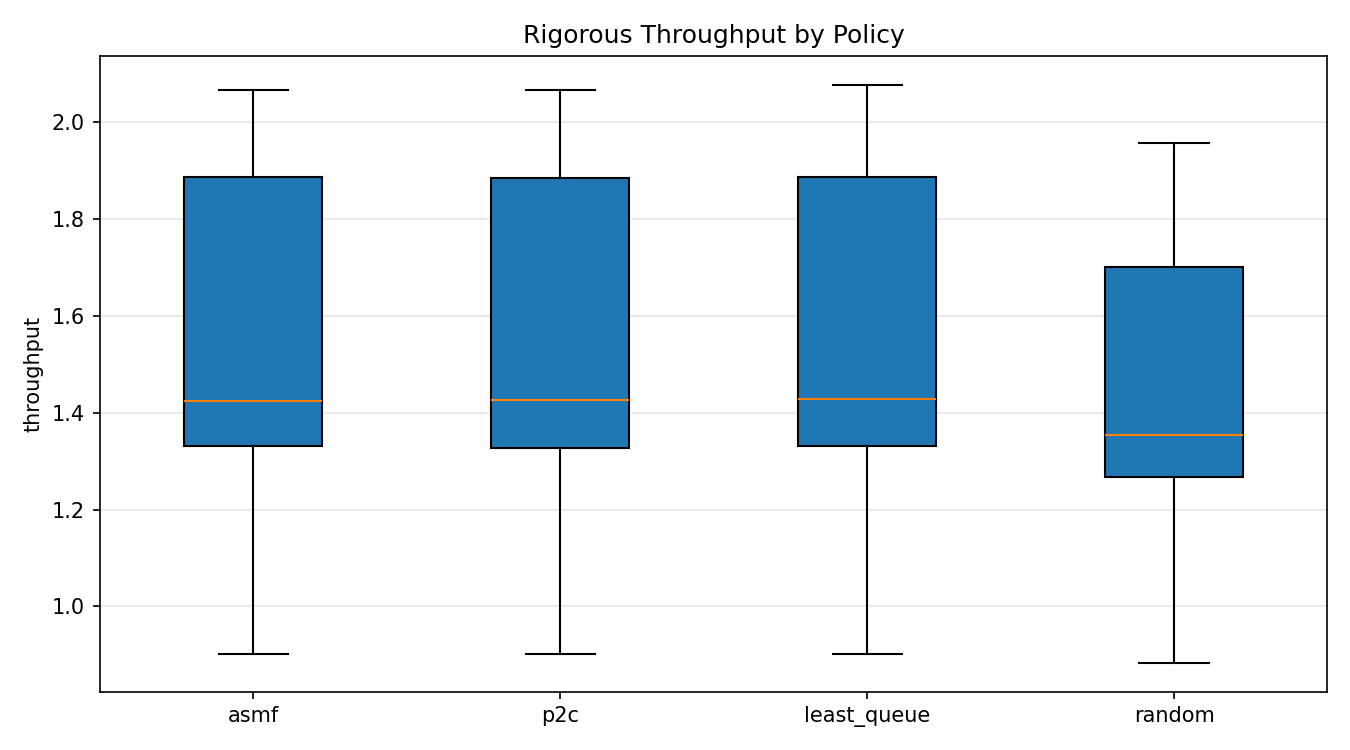 Rigorous Throughput by Policy
throughput
2.0
1.8
1.6
1.4
1.2
1.0
asmf
p2c
least_queue
random